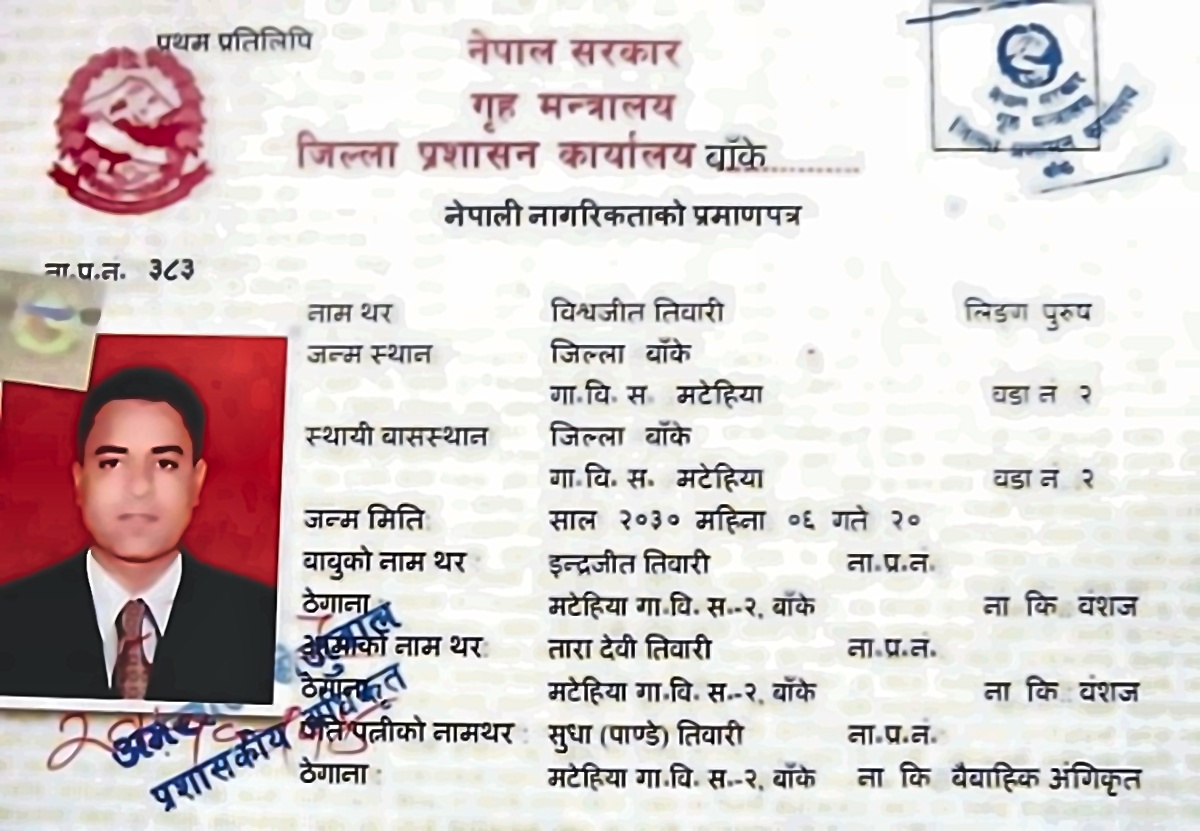 प्रथम प्रतिलिपि
नेपाल सरकार
गृह मन्त्रालय
जिल्ला प्रशासन कार्यालय बाँके
नेपाली नागरिकताको प्रमाणपत्र
ना.प.न. ३८३
नाम थर विश्वजीत तिवारी लिङग पुरुष
जन्म स्थान जिल्ला बाँके
गा.वि. स. मटेहिया वडा नं २
स्थायी वासस्थान जिल्ला बाँके
गा.वि. स. मटेहिया वडा नं २
जन्म मिति साल २०३० महिना ०६ गते २०
बाबुको नाम थर : इन्द्रजीत तिवारी ना.प.नं.
ठेगाना मटेहिया गा.वि. स.-२, बाँके ना कि वंशज
आमाको नाम थर: तारा देवी तिवारी ना.प.नं.
ठेगाना मटेहिया गा.वि. स.-२, बाँके ना कि वंशज
पति पत्नीको नामथर : सुधा (पाण्डे) तिवारी ना.प.नं.
ठेगाना : मटेहिया गा.वि. स.-२, बाँके ना कि वैवाहिक अंगिकृत
प्रशासकीय अधिकृत